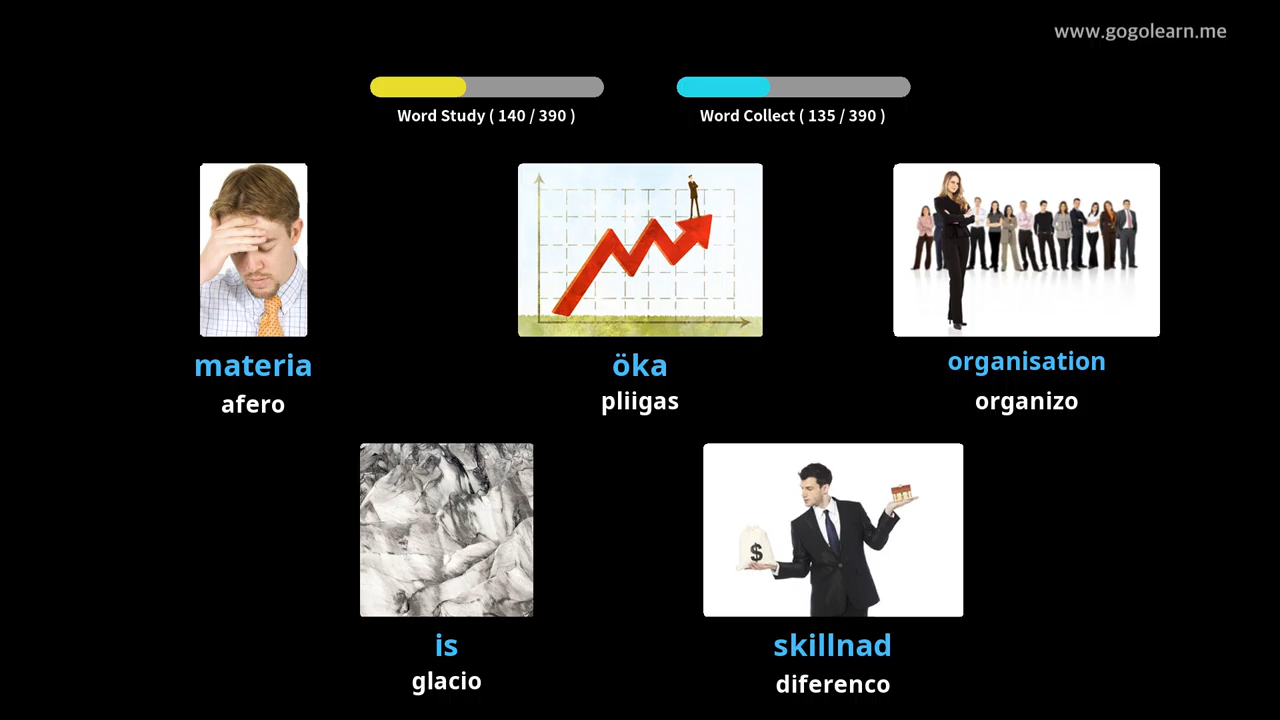 www.gogolearn.me
Word Study ( 140 / 390 )
Word Collect ( 135 / 390 )
materia
afero
öka
pliigas
organisation
organizo
$
is
glacio
skillnad
diferenco